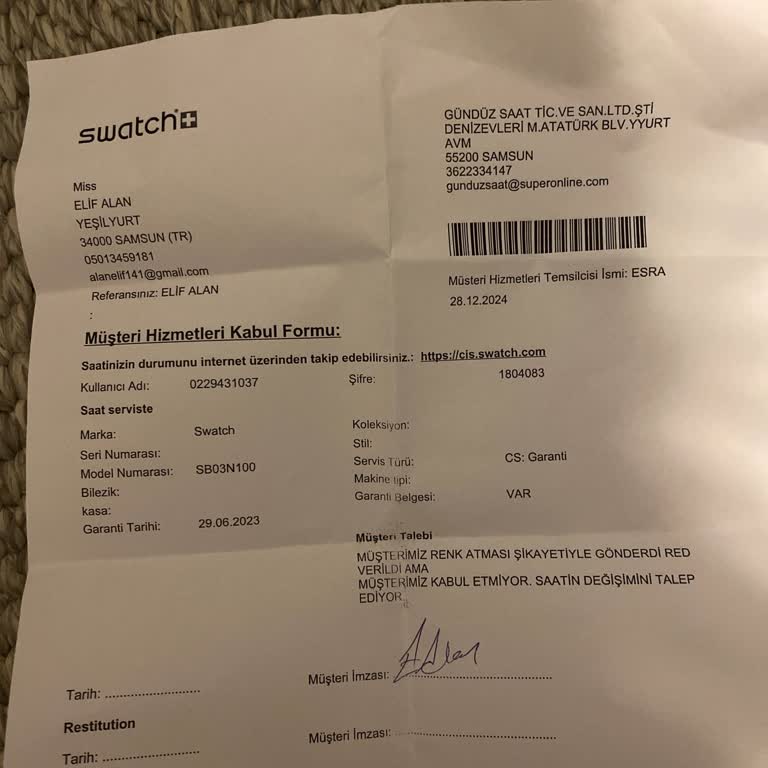 swatch
GÜNDÜZ SAAT TİC.VE SAN.LTD.ŞTİ
DENİZEVLERİ M.ATATÜRK BLV.YYURT
AVM
55200 SAMSUN
3622334147
gunduzsaat@superonline.com
Miss
ELİF ALAN
YEŞİLYURT
34000 SAMSUN (TR)
05013459181
alanelif141@gmail.com
Referansınız: ELİF ALAN
:
Müsteri Hizmetleri Temsilcisi İsmi: ESRA
28.12.2024
Müşteri Hizmetleri Kabul Formu:
Saatinizin durumunu internet üzerinden takip edebilirsiniz.: https://cis.swatch.com
Kullanıcı Adı: 0229431037 Şifre: 1804083
Saat serviste
Marka: Swatch
Seri Numarası:
Model Numarası: SB03N100
Bilezik:
kasa:
Garanti Tarihi: 29.06.2023
Koleksiyon:
Stil:
Servis Türü: CS: Garanti
Makine tipi:
Garanti Belgesi: VAR
Müşteri Talebi
MÜŞTERİMİZ RENK ATMASI ŞİKAYETİYLE GÖNDERDİ RED
VERİLDİ AMA
MÜŞTERİMİZ KABUL ETMİYOR. SAATİN DEĞİŞİMİNİ TALEP
EDİYOR.
Tarih: ........................ Müşteri İmzası: AAlan
Restitution
Tarih: ........................ Müşteri İmzası: ........................